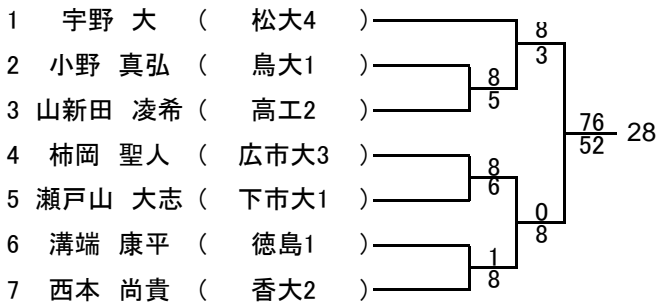 1 宇野 大 ( 松大4 )
8
3
2 小野 真弘 ( 鳥大1 )
8
5
3 山新田 凌希 ( 高工2 )
76
52
28
4 柿岡 聖人 ( 広市大3 )
8
6
5 瀬戸山 大志 ( 下市大1 )
0
8
6 溝端 康平 ( 徳島1 )
1
8
7 西本 尚貴 ( 香大2 )